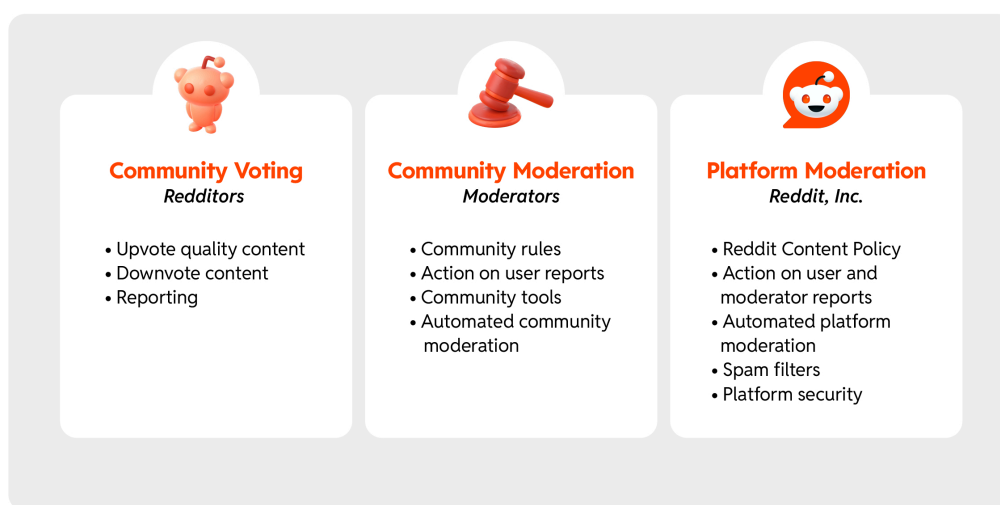 Community Voting
Redditors
• Upvote quality content
• Downvote content
• Reporting
Community Moderation
Moderators
• Community rules
• Action on user reports
• Community tools
• Automated community
moderation
Platform Moderation
Reddit, Inc.
• Reddit Content Policy
• Action on user and
moderator reports
• Automated platform
moderation
• Spam filters
• Platform security